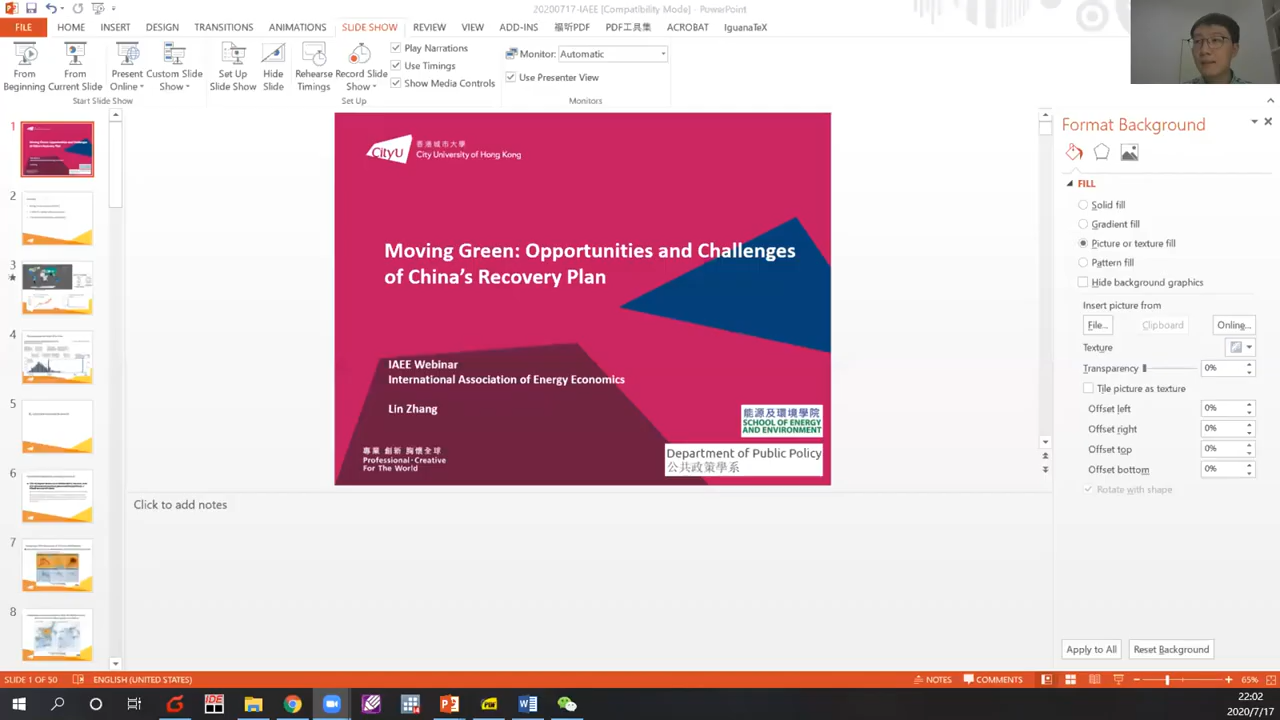 20200717-IAEE [Compatibility Mode] - PowerPoint
FILE HOME INSERT DESIGN TRANSITIONS ANIMATIONS SLIDE SHOW REVIEW VIEW ADD-INS 福昕PDF PDF工具集 ACROBAT IguanaTeX
From Beginning
From Current Slide
Present Online
Custom Slide Show
Set Up Slide Show
Hide Slide
Rehearse Timings
Record Slide Show
Play Narrations
Use Timings
Show Media Controls
Monitor: Automatic
Use Presenter View
Start Slide Show
Set Up
Monitors
1
2
3
4
5
6
7
8
CityU
香港城市大學
City University of Hong Kong
Moving Green: Opportunities and Challenges
of China's Recovery Plan
IAEE Webinar
International Association of Energy Economics
Lin Zhang
專業 創新 胸懷全球
Professional·Creative
For The World
能源及環境學院
SCHOOL OF ENERGY
AND ENVIRONMENT
Department of Public Policy
公共政策學系
Click to add notes
Format Background
FILL
Solid fill
Gradient fill
Picture or texture fill
Pattern fill
Hide background graphics
Insert picture from
File... Clipboard Online...
Texture
Transparency 0%
Tile picture as texture
Offset left 0%
Offset right 0%
Offset top 0%
Offset bottom 0%
Rotate with shape
Apply to All Reset Background
SLIDE 1 OF 50 ENGLISH (UNITED STATES) NOTES COMMENTS 65%
IDE
22:02
2020/7/17